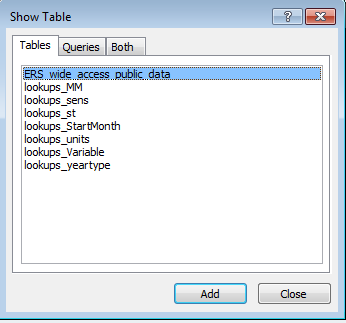 Show Table
?
Tables Queries Both
ERS_wide_access_public_data
lookups_MM
lookups_sens
lookups_st
lookups_StartMonth
lookups_units
lookups_Variable
lookups_yeartype
Add Close